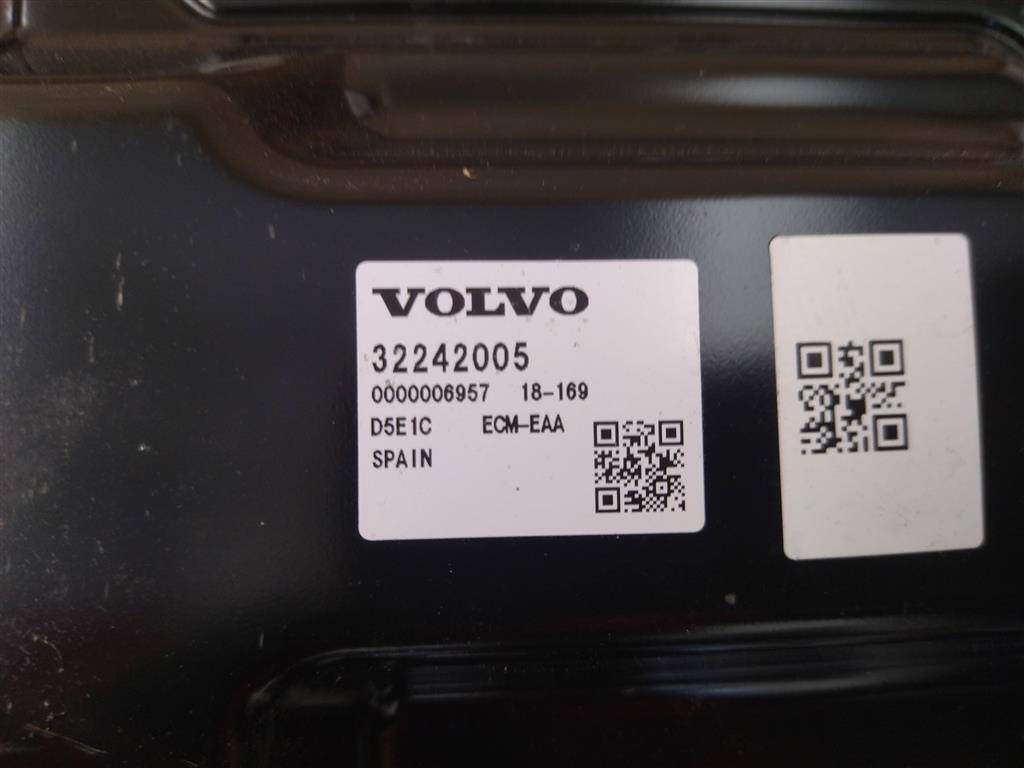 VOLVO
32242005
0000006957 18-169
D5E1C ECM-EAA
SPAIN